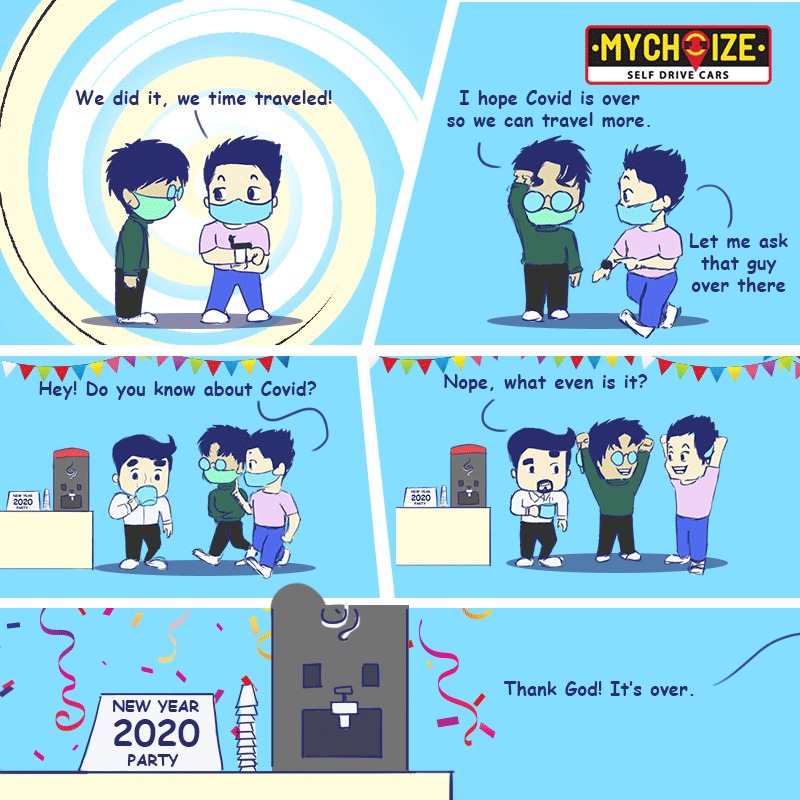 We did it, we time traveled!
MYCHOIZE
SELF DRIVE CARS
I hope Covid is over
so we can travel more.
Let me ask
that guy
over there
Hey! Do you know about Covid?
NEW YEAR
2020
PARTY
Nope, what even is it?
NEW YEAR
2020
PARTY
NEW YEAR
2020
PARTY
Thank God! It's over.